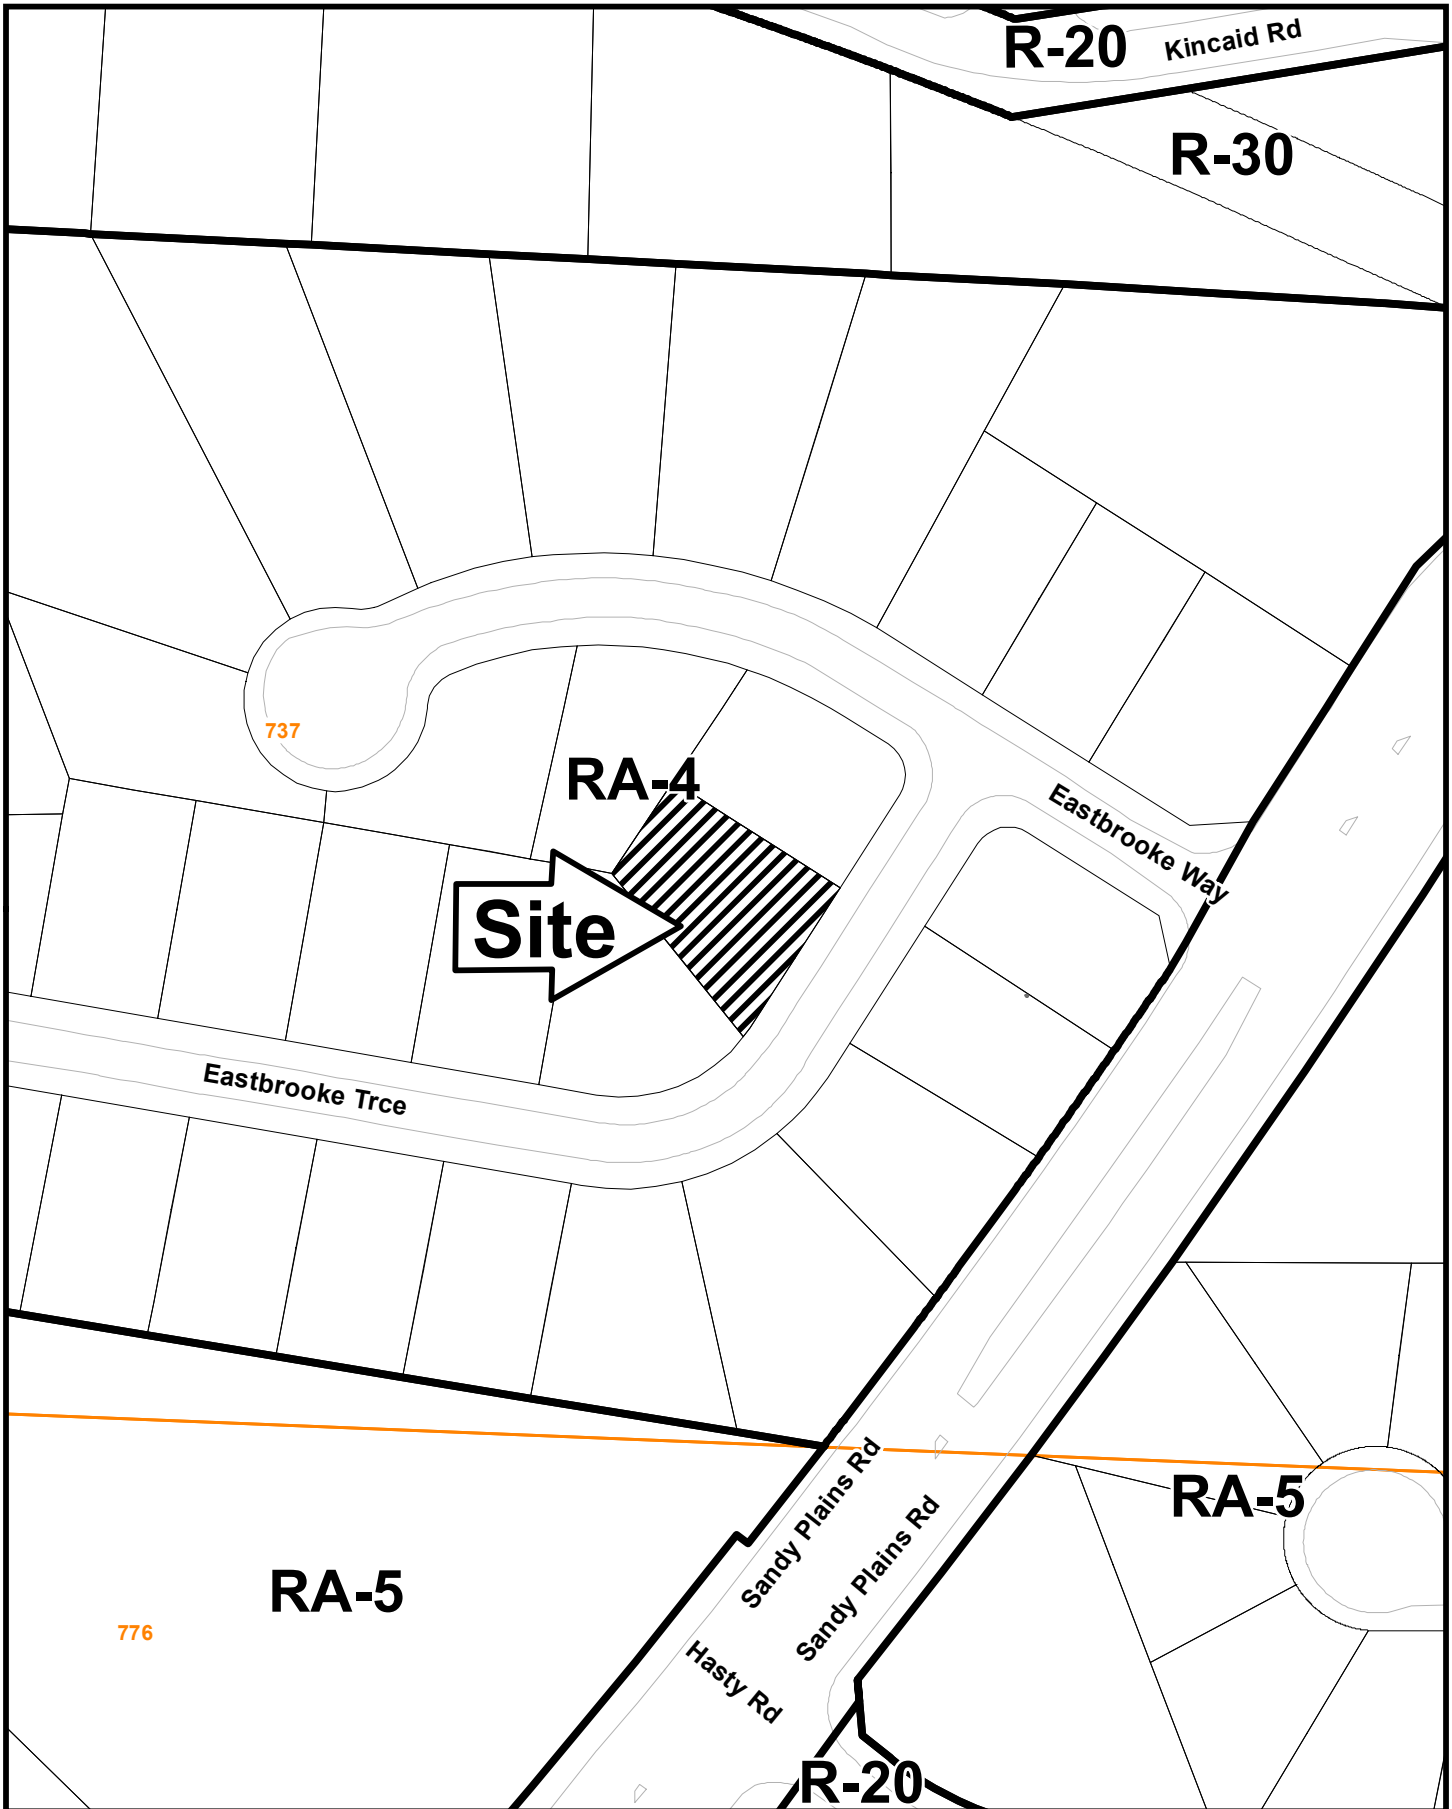 R-20
Kincaid Rd
R-30
737
RA-4
Eastbrooke Way
Site
Eastbrooke Trce
Sandy Plains Rd
Sandy Plains Rd
RA-5
RA-5
776
Hasty Rd
R-20